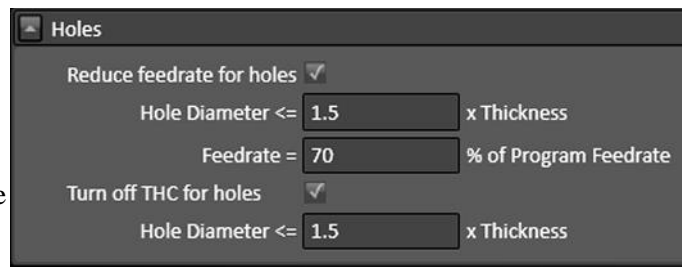 Holes
Reduce feedrate for holes
Hole Diameter <= 1.5 x Thickness
Feedrate = 70 % of Program Feedrate
e Turn off THC for holes
Hole Diameter <= 1.5 x Thickness